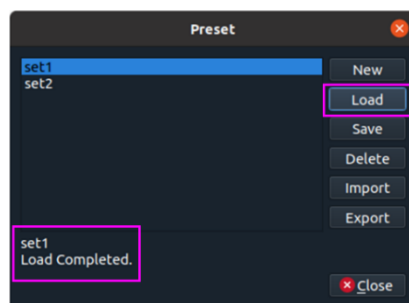 Preset
set1
set2
New
Load
Save
Delete
Import
Export
set1
Load Completed.
Close